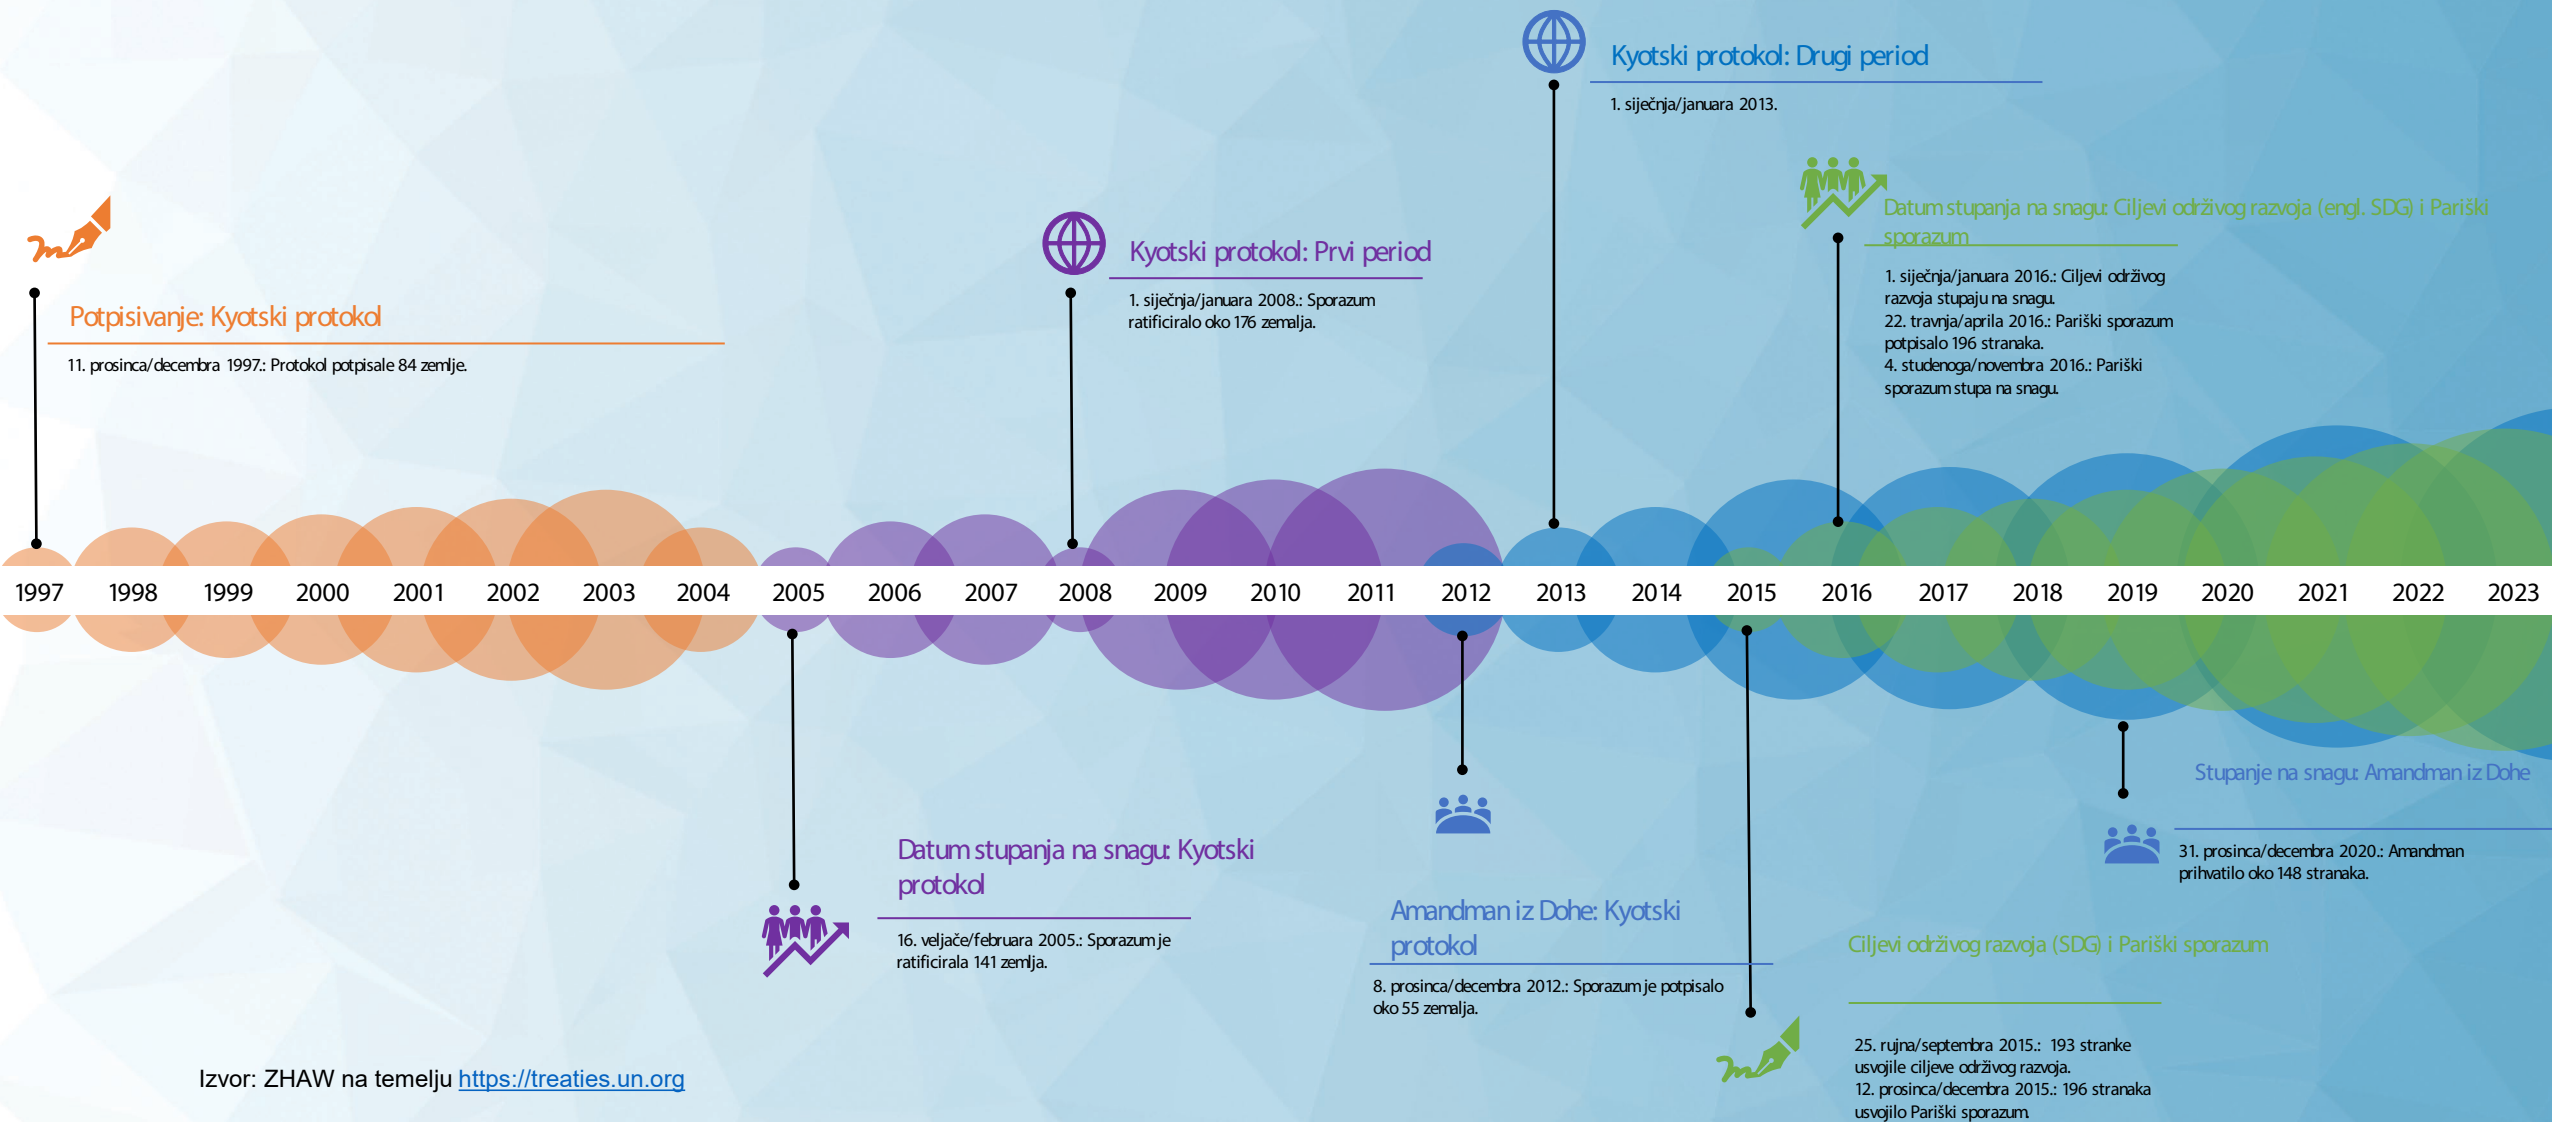 Kyotski protokol: Drugi period
1. siječnja/januara 2013.
Datum stupanja na snagu: Ciljevi održivog razvoja (engl. SDG) i Pariški
sporazum
1. siječnja/januara 2016.: Ciljevi održivog
razvoja stupaju na snagu.
22. travnja/aprila 2016.: Pariški sporazum
potpisalo 196 stranaka.
4. studenoga/novembra 2016.: Pariški
sporazum stupa na snagu.
Kyotski protokol: Prvi period
1. siječnja/januara 2008.: Sporazum
ratificiralo oko 176 zemalja.
Potpisivanje: Kyotski protokol
11. prosinca/decembra 1997.: Protokol potpisale 84 zemlje.
1997 1998 1999 2000 2001 2002 2003 2004 2005 2006 2007 2008 2009 2010 2011 2012 2013 2014 2015 2016 2017 2018 2019 2020 2021 2022 2023
Stupanje na snagu: Amandman iz Dohe
31. prosinca/decembra 2020.: Amandman
prihvatilo oko 148 stranaka.
Datum stupanja na snagu: Kyotski
protokol
16. veljače/februara 2005.: Sporazum je
ratificirala 141 zemlja.
Amandman iz Dohe: Kyotski
protokol
8. prosinca/decembra 2012.: Sporazum je potpisalo
oko 55 zemalja.
Ciljevi održivog razvoja (SDG) i Pariški sporazum
25. rujna/septembra 2015.: 193 stranke
usvojile ciljeve održivog razvoja.
12. prosinca/decembra 2015.: 196 stranaka
usvojilo Pariški sporazum.
Izvor: ZHAW na temelju https://treaties.un.org